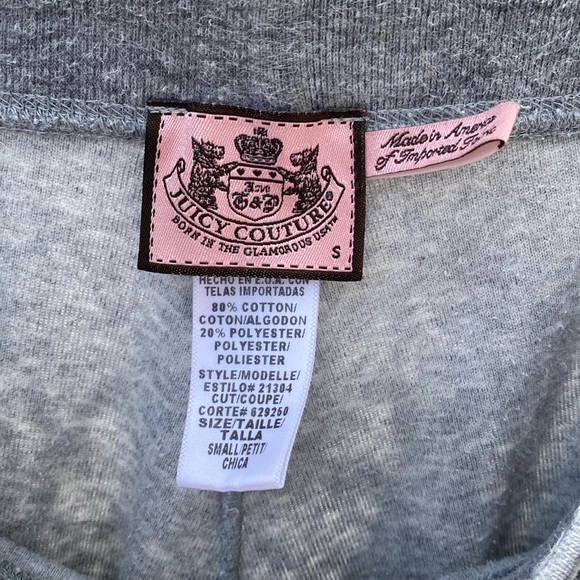 Love
G&P
JUICY COUTURE®
BORN IN THE GLAMOROUS USA™
S
Made in America
of Imported
HECHO EN E.U.A. CON
TELAS IMPORTADAS
80% COTTON/
COTON/ALGODON
20% POLYESTER/
POLYESTER/
POLIESTER
STYLE/MODELLE/
ESTILO# 21304
CUT/COUPE/
CORTE# 629250
SIZE/TAILLE/
TALLA
SMALL/PETIT/
CHICA